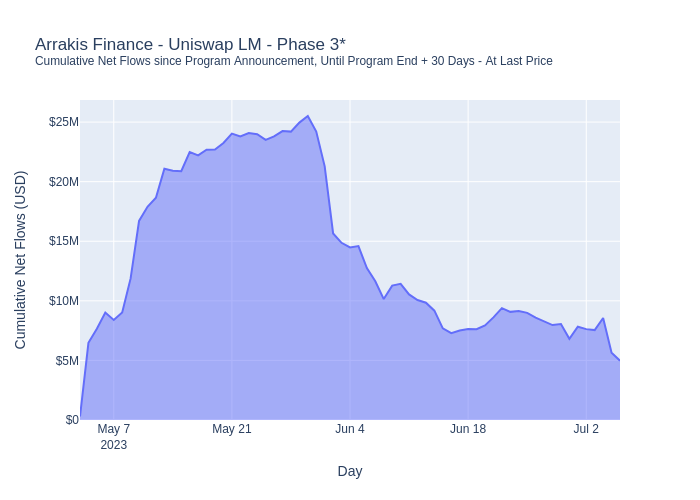 Arrakis Finance - Uniswap LM - Phase 3*
Cumulative Net Flows since Program Announcement, Until Program End + 30 Days - At Last Price
Cumulative Net Flows (USD)
$25M
$20M
$15M
$10M
$5M
$0
May 7
2023
May 21
Jun 4
Jun 18
Jul 2
Day